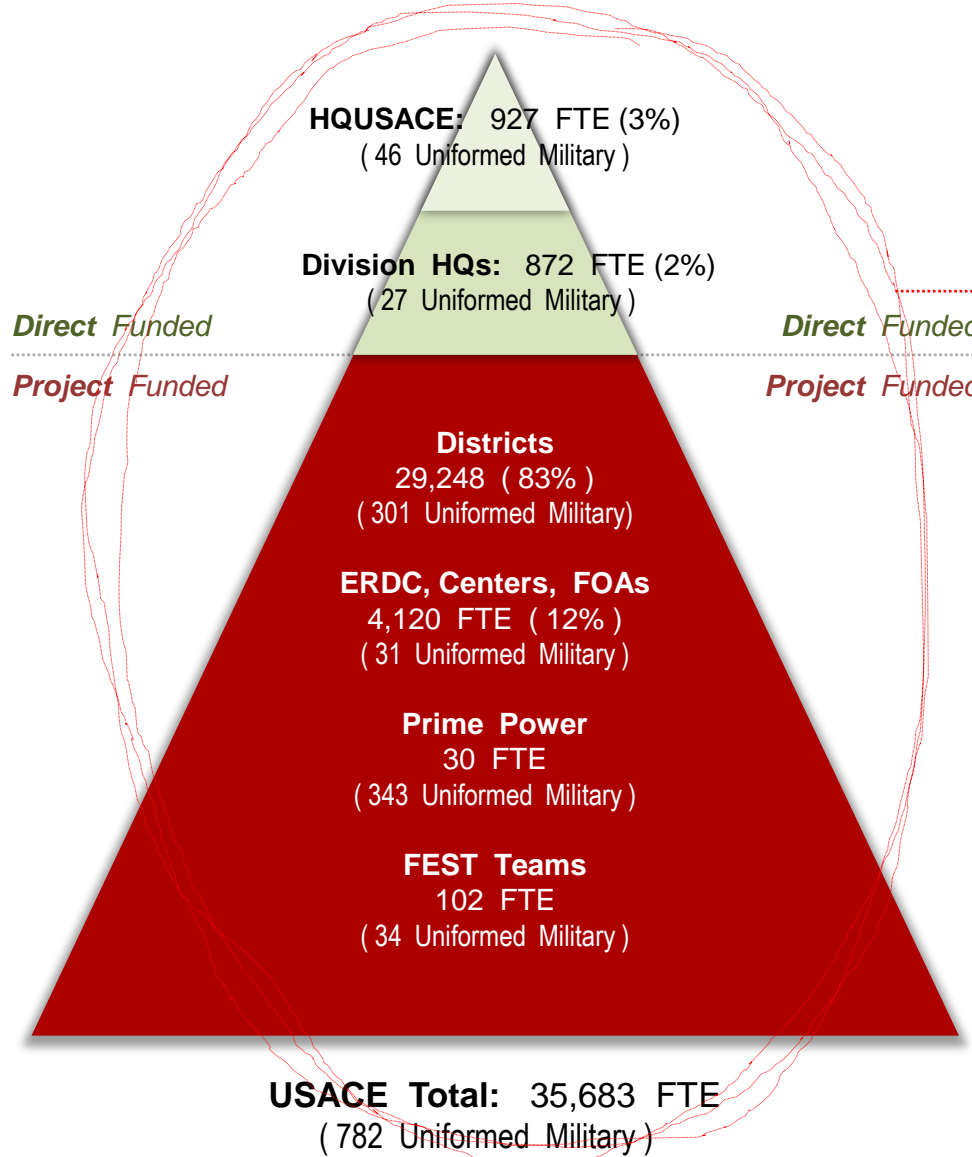 HQUSACE: 927 FTE (3%)
( 46 Uniformed Military )
Division HQs: 872 FTE (2%)
( 27 Uniformed Military )
Direct Funded
Direct Funded
Project Funded
Project Funded
Districts
29,248 ( 83% )
( 301 Uniformed Military)
ERDC, Centers, FOAs
4,120 FTE ( 12% )
( 31 Uniformed Military )
Prime Power
30 FTE
( 343 Uniformed Military )
FEST Teams
102 FTE
( 34 Uniformed Military )
USACE Total: 35,683 FTE
( 782 Uniformed Military )